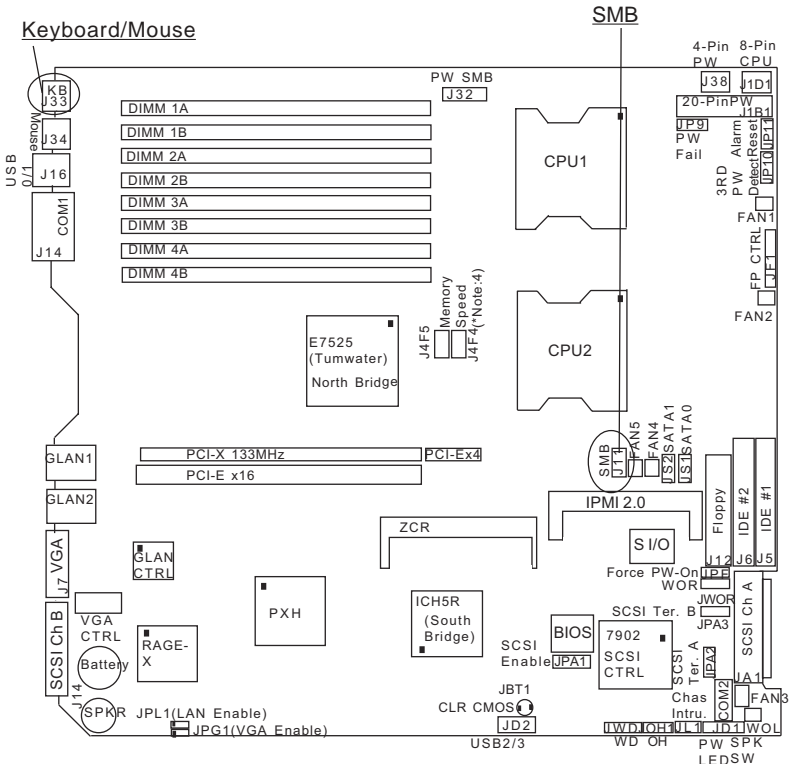 Keyboard/Mouse
SMB
4-Pin PW
8-Pin CPU
KB
J33
Mouse
J34
USB 0/1
J16
COM1
J14
PW SMB
J32
J38
J1D1
20-PinPW
J1B1
JP9
PW Fail
Alarm Reset
JP11
3RD PW Detect
JP10
FAN1
FP CTRL
JF1
FAN2
DIMM 1A
DIMM 1B
DIMM 2A
DIMM 2B
DIMM 3A
DIMM 3B
DIMM 4A
DIMM 4B
CPU1
CPU2
J4F5
Memory
Speed
J4F4
(*Note:4)
E7525
(Tumwater)
North Bridge
GLAN1
GLAN2
PCI-X 133MHz
PCI-Ex4
PCI-E x16
SMB
J11
FAN5
FAN4
JS2
SATA1
JS1
SATA0
IPMI 2.0
ZCR
S I/O
Floppy
J12
IDE #2
J6
IDE #1
J5
J7
VGA
GLAN
CTRL
Force PW-On
JPF
WOR
JWOR
SCSI Ter. B
JPA3
SCSI Ch A
JA1
SCSI Ch B
J14
VGA
CTRL
Battery
SPKR
RAGE-
X
PXH
ICH5R
(South
Bridge)
BIOS
SCSI
Enable
JPA1
7902
SCSI
CTRL
SCSI
Ter. A
JPA2
Chas
Intru.
COM2
FAN3
JBT1
CLR CMOS
JD2
USB2/3
JPL1(LAN Enable)
JPG1(VGA Enable)
JWD
JOH1
JL1
JD1
WOL
WD
OH
PW
LED
SPK
SW